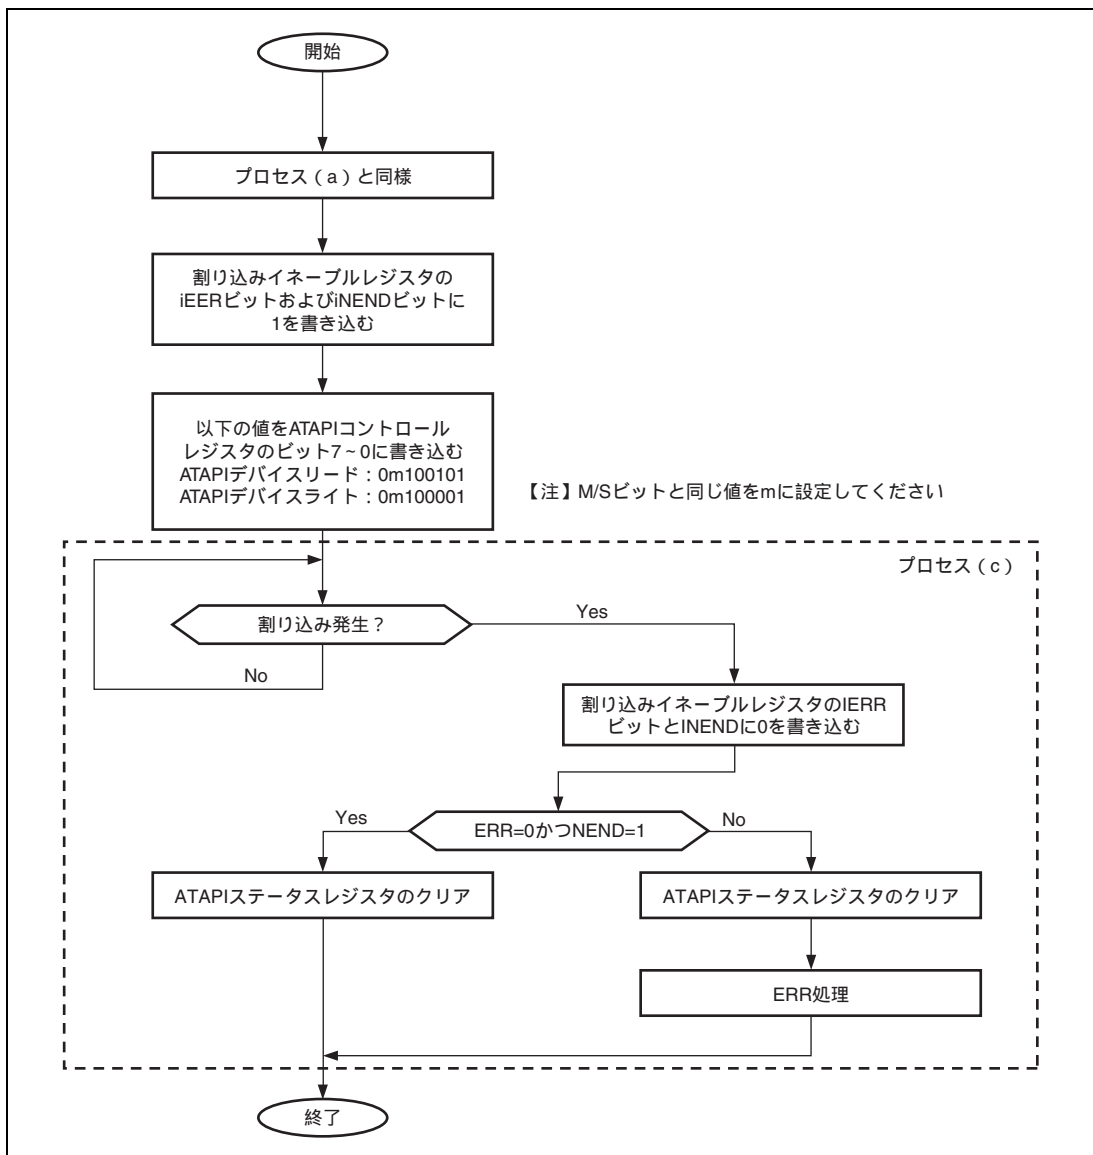 開始
プロセス（a）と同様
割り込みイネーブルレジスタの
iEERビットおよびiNENDビットに
1を書き込む
以下の値をATAPIコントロール
レジスタのビット7～0に書き込む
ATAPIデバイスリード：0m100101
ATAPIデバイスライト：0m100001
【注】M/Sビットと同じ値をmに設定してください
プロセス（c）
割り込み発生？
Yes
No
割り込みイネーブルレジスタのIERR
ビットとINENDに0を書き込む
ERR=0かつNEND=1
Yes
No
ATAPIステータスレジスタのクリア
ATAPIステータスレジスタのクリア
ERR処理
終了